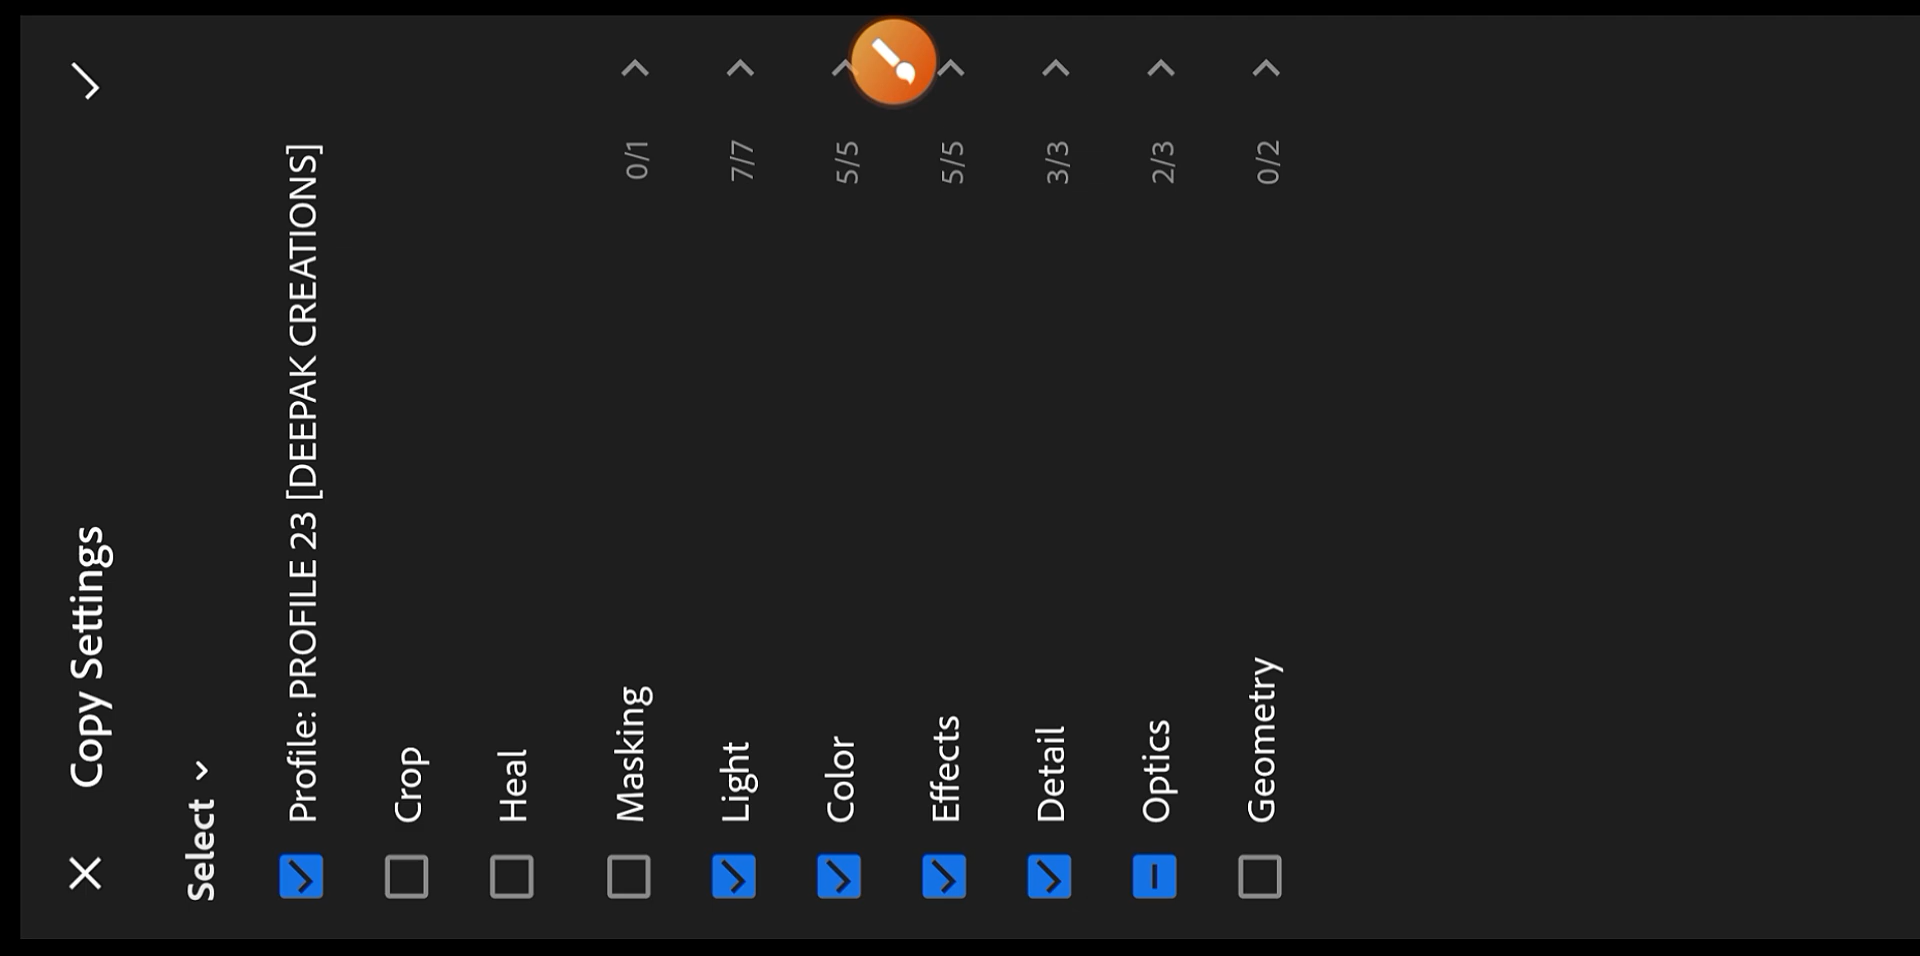 Copy Settings
Select
Profile: PROFILE 23 [DEEPAK CREATIONS]
Crop
Heal
Masking 0/1
Light 7/7
Color 5/5
Effects 5/5
Detail 3/3
Optics 2/3
Geometry 0/2